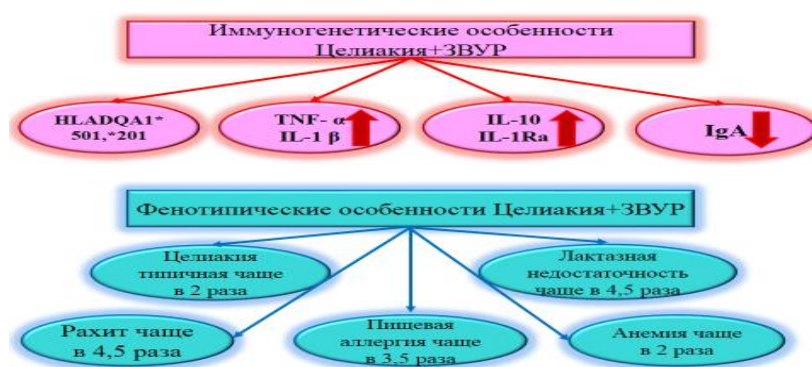 Иммуногенетические особенности
Целиакия+ЗВУР
HLADQA1*
501,*201
TNF- α
IL-1 β
IL-10
IL-1Ra
IgA
Фенотипические особенности Целиакия+ЗВУР
Целиакия
типичная чаще
в 2 раза
Лактазная
недостаточность
чаще в 4,5 раза
Рахит чаще
в 4,5 раза
Пищевая
аллергия чаще
в 3,5 раза
Анемия чаще
в 2 раза